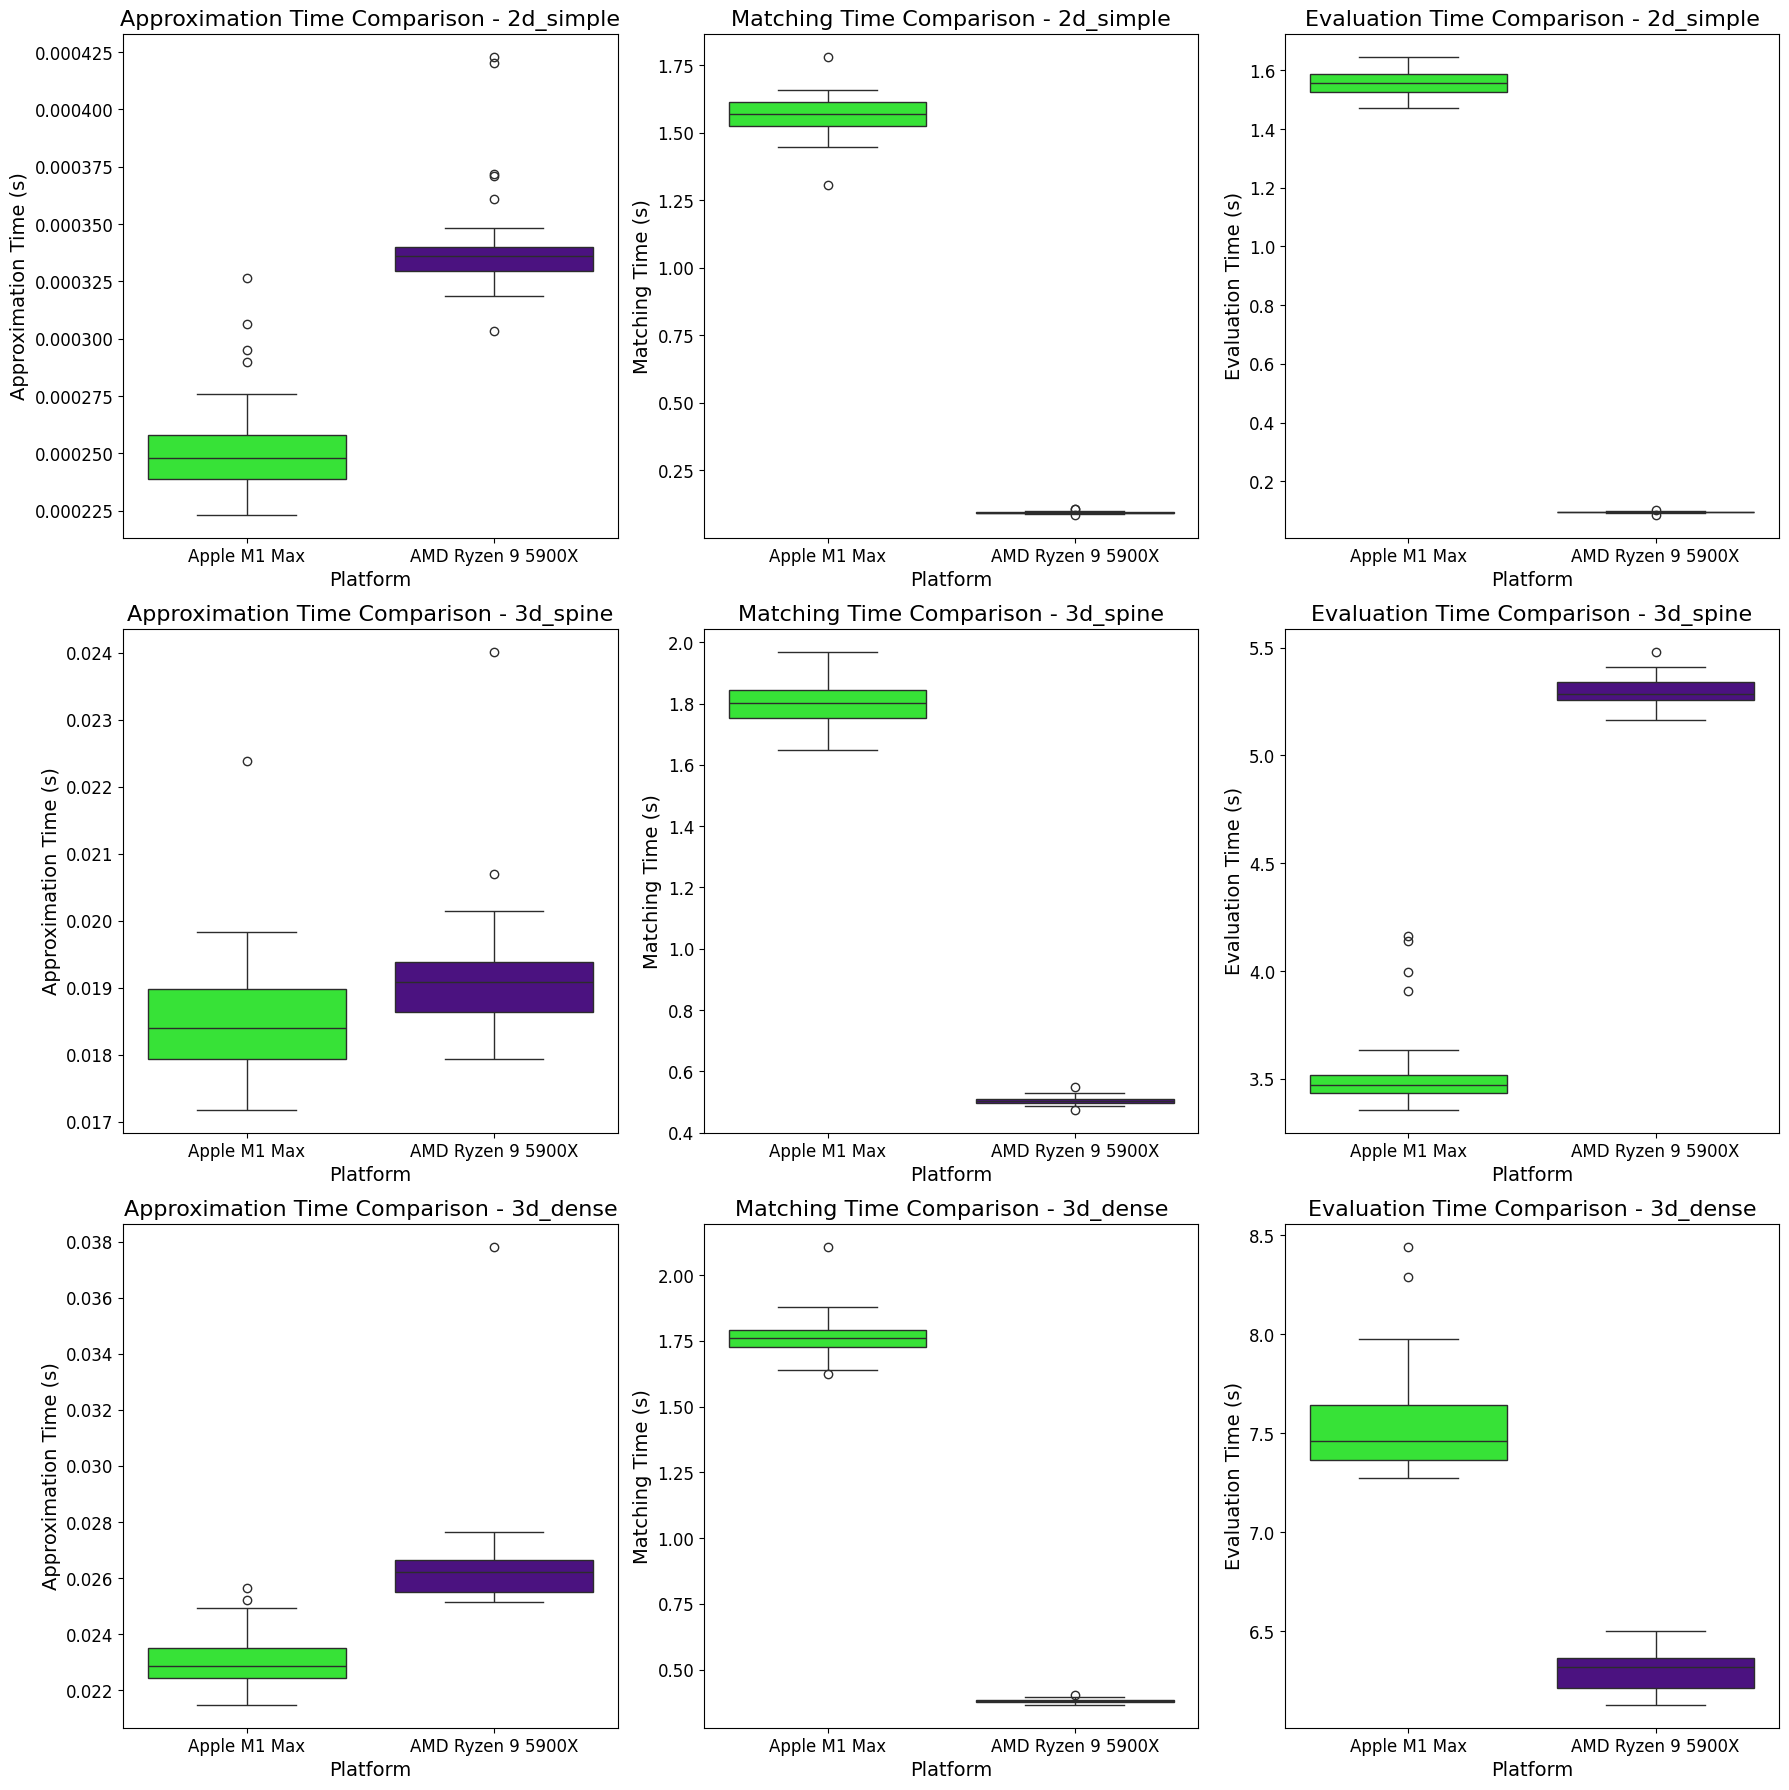 Approximation Time Comparison - 2d_simple
Approximation Time (s)
0.000425
0.000400
0.000375
0.000350
0.000325
0.000300
0.000275
0.000250
0.000225
Apple M1 Max
AMD Ryzen 9 5900X
Platform
Matching Time Comparison - 2d_simple
Matching Time (s)
1.75
1.50
1.25
1.00
0.75
0.50
0.25
Apple M1 Max
AMD Ryzen 9 5900X
Platform
Evaluation Time Comparison - 2d_simple
Evaluation Time (s)
1.6
1.4
1.2
1.0
0.8
0.6
0.4
0.2
Apple M1 Max
AMD Ryzen 9 5900X
Platform
Approximation Time Comparison - 3d_spine
Approximation Time (s)
0.024
0.023
0.022
0.021
0.020
0.019
0.018
0.017
Apple M1 Max
AMD Ryzen 9 5900X
Platform
Matching Time Comparison - 3d_spine
Matching Time (s)
2.0
1.8
1.6
1.4
1.2
1.0
0.8
0.6
0.4
Apple M1 Max
AMD Ryzen 9 5900X
Platform
Evaluation Time Comparison - 3d_spine
Evaluation Time (s)
5.5
5.0
4.5
4.0
3.5
Apple M1 Max
AMD Ryzen 9 5900X
Platform
Approximation Time Comparison - 3d_dense
Approximation Time (s)
0.038
0.036
0.034
0.032
0.030
0.028
0.026
0.024
0.022
Apple M1 Max
AMD Ryzen 9 5900X
Platform
Matching Time Comparison - 3d_dense
Matching Time (s)
2.00
1.75
1.50
1.25
1.00
0.75
0.50
Apple M1 Max
AMD Ryzen 9 5900X
Platform
Evaluation Time Comparison - 3d_dense
Evaluation Time (s)
8.5
8.0
7.5
7.0
6.5
Apple M1 Max
AMD Ryzen 9 5900X
Platform